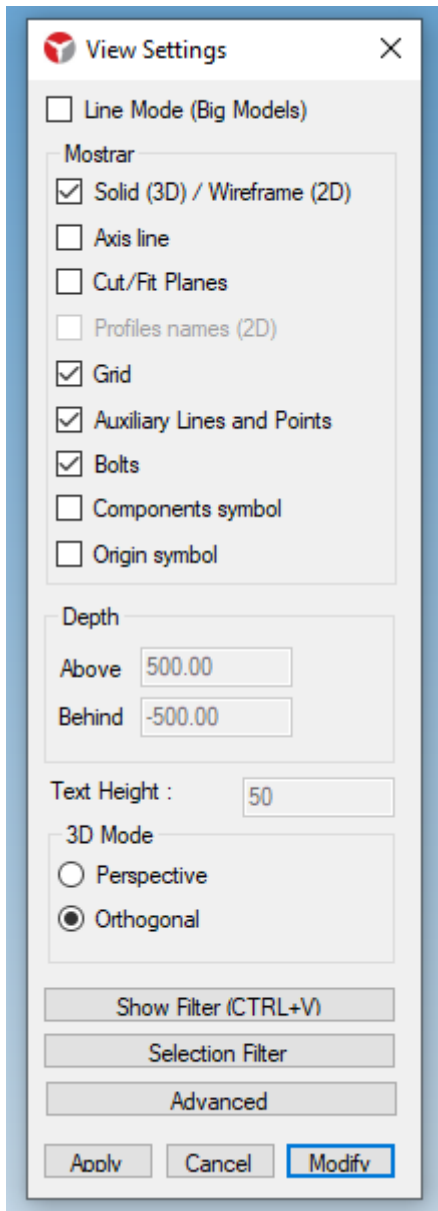 View Settings
Line Mode (Big Models)
Mostrar
Solid (3D) / Wireframe (2D)
Axis line
Cut/Fit Planes
Profiles names (2D)
Grid
Auxiliary Lines and Points
Bolts
Components symbol
Origin symbol
Depth
Above 500.00
Behind -500.00
Text Height : 50
3D Mode
Perspective
Orthogonal
Show Filter (CTRL+V)
Selection Filter
Advanced
Apply Cancel Modify